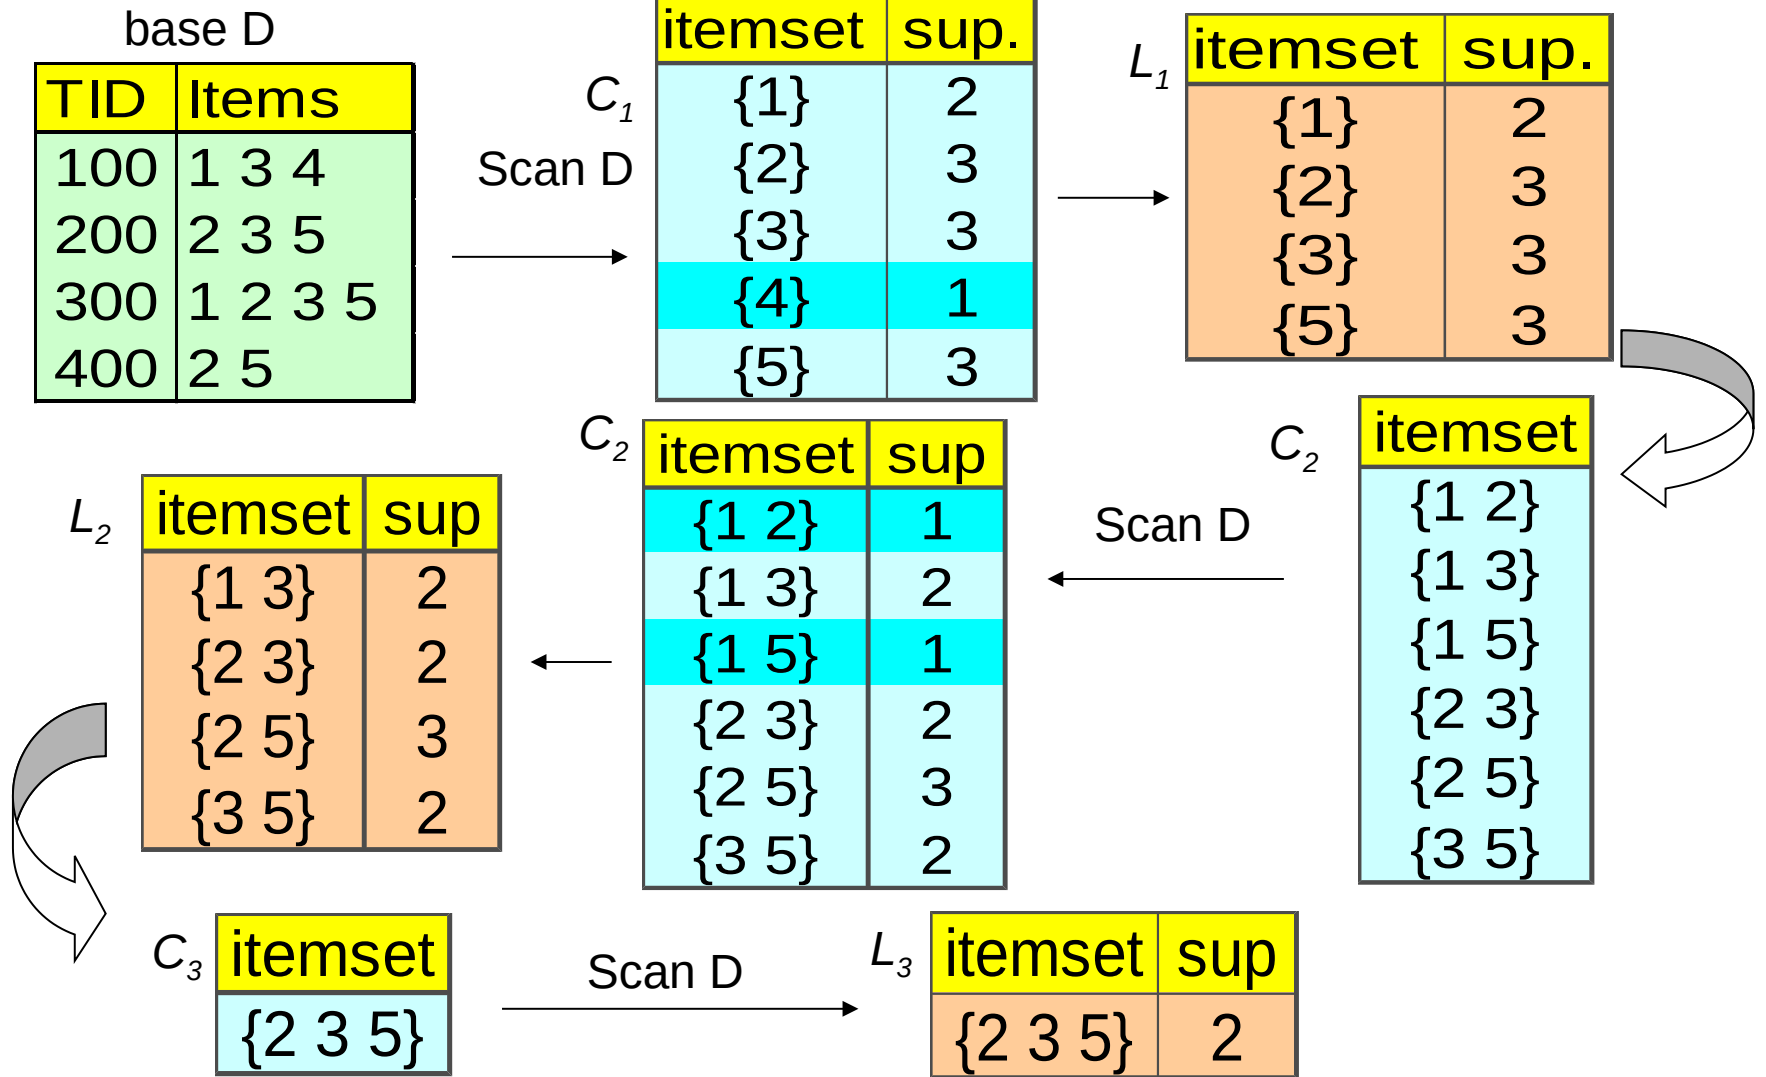 base D
TID Items
100 1 3 4
200 2 3 5
300 1 2 3 5
400 2 5
Scan D
C1
itemset sup.
{1} 2
{2} 3
{3} 3
{4} 1
{5} 3
L1
itemset sup.
{1} 2
{2} 3
{3} 3
{5} 3
C2
itemset
{1 2}
{1 3}
{1 5}
{2 3}
{2 5}
{3 5}
Scan D
C2
itemset sup
{1 2} 1
{1 3} 2
{1 5} 1
{2 3} 2
{2 5} 3
{3 5} 2
L2
itemset sup
{1 3} 2
{2 3} 2
{2 5} 3
{3 5} 2
C3
itemset
{2 3 5}
Scan D
L3
itemset sup
{2 3 5} 2